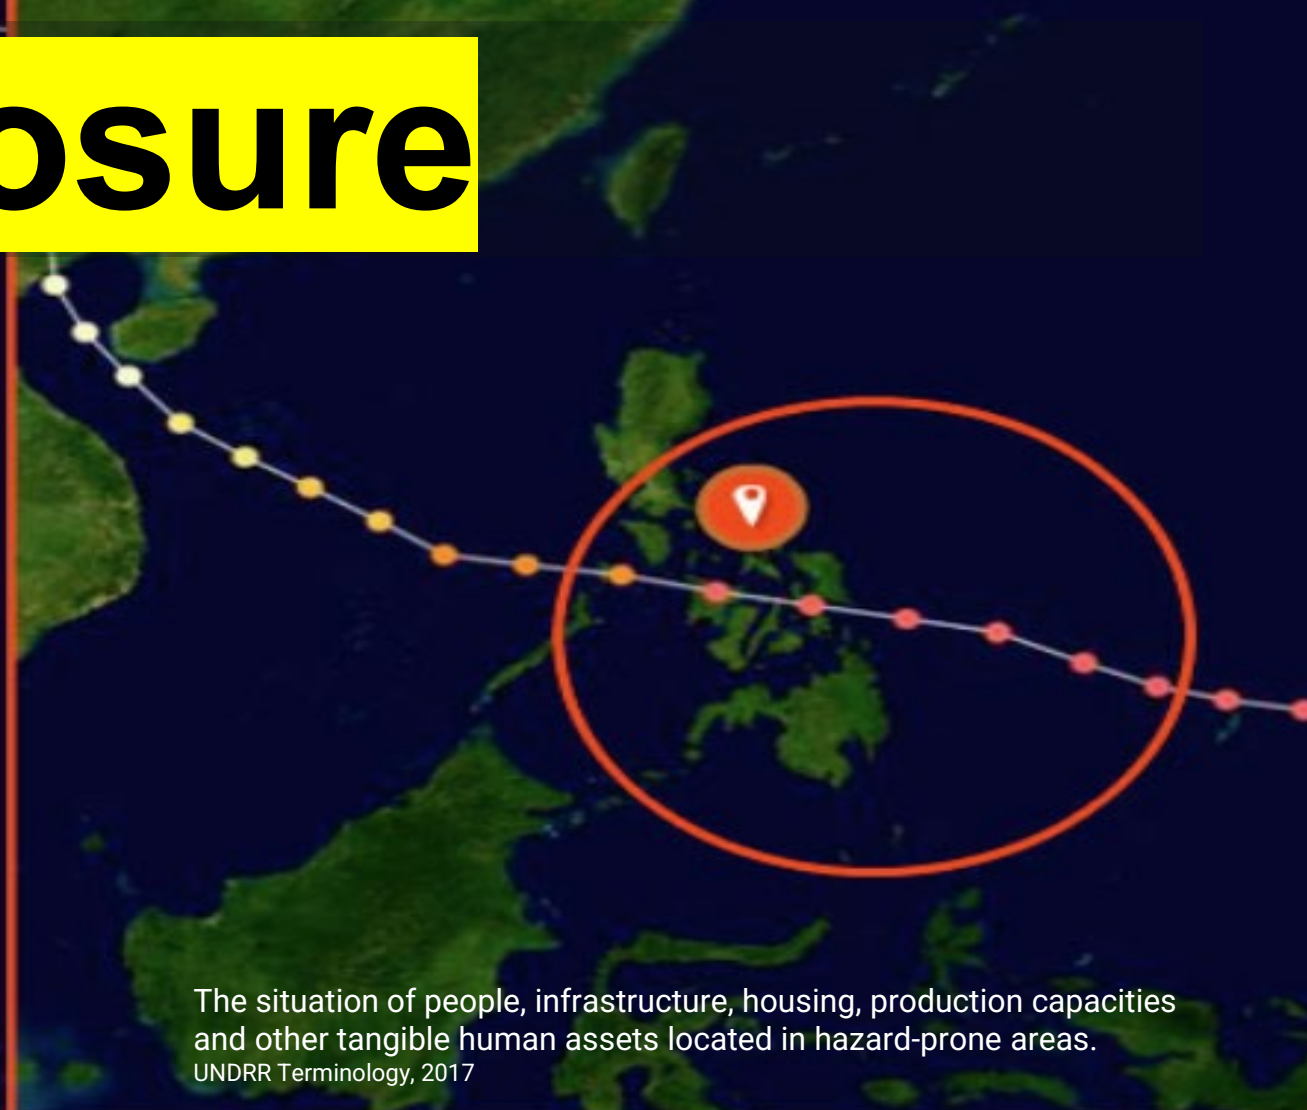 osure
The situation of people, infrastructure, housing, production capacities
and other tangible human assets located in hazard-prone areas.
UNDRR Terminology, 2017